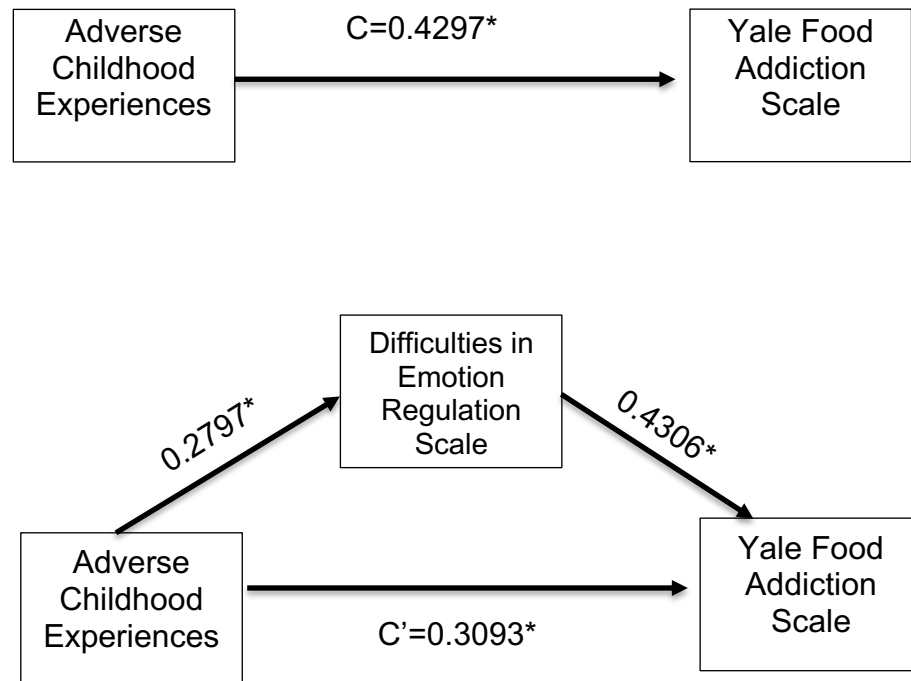 Adverse
Childhood
Experiences
C=0.4297*
Yale Food
Addiction
Scale
Difficulties in
Emotion
Regulation
Scale
0.2797*
0.4306*
Adverse
Childhood
Experiences
C’=0.3093*
Yale Food
Addiction
Scale